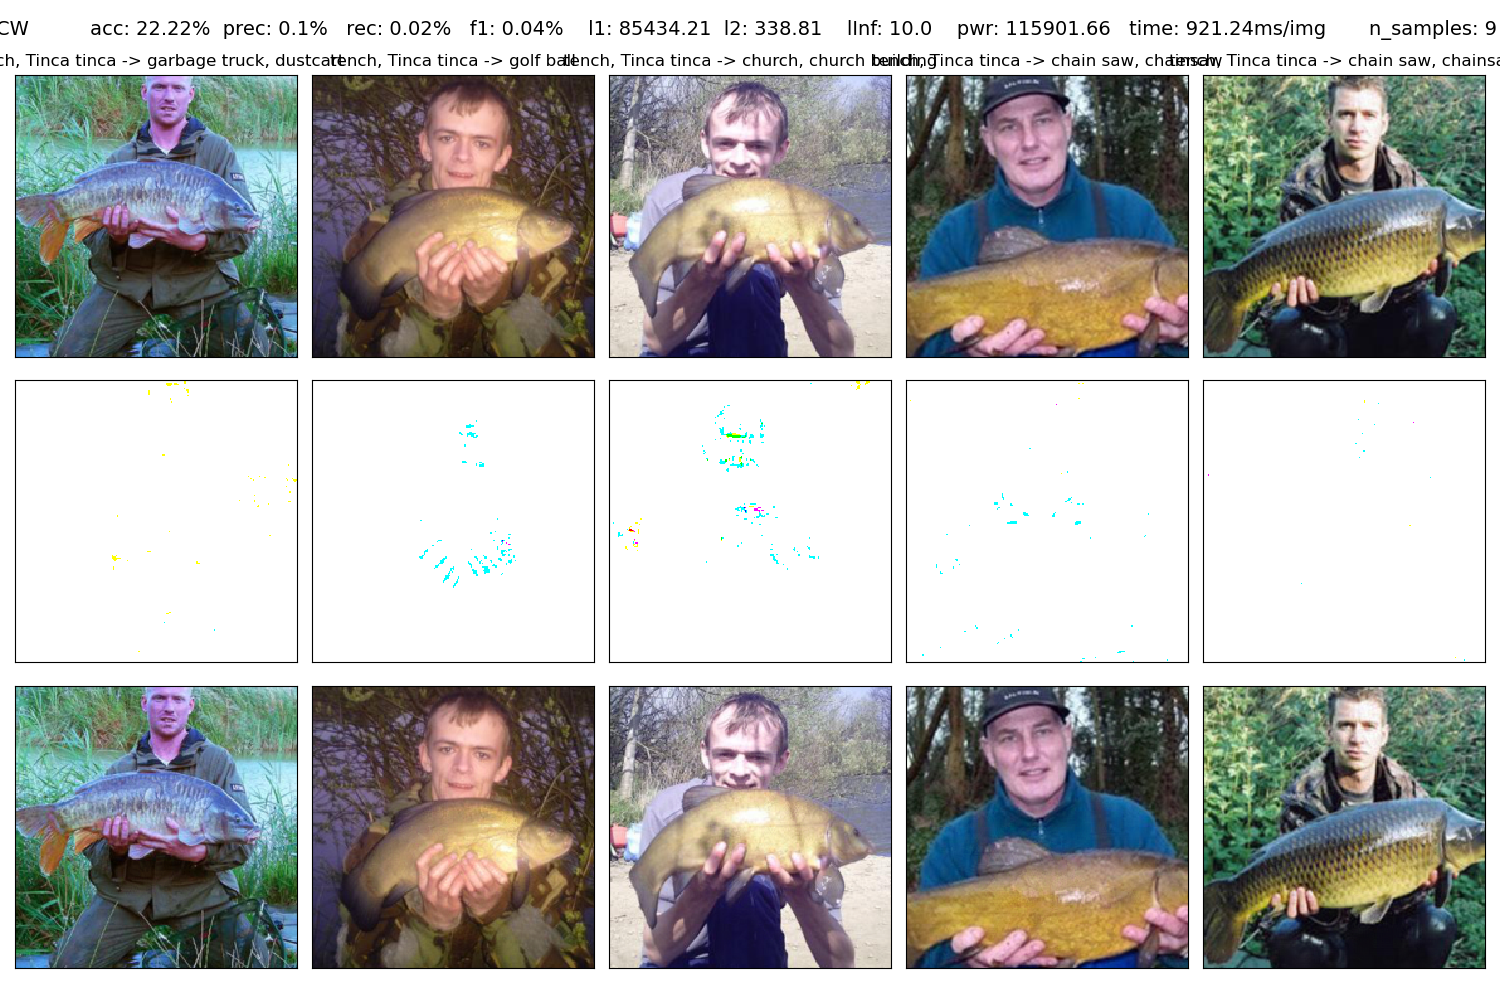 CW acc: 22.22% prec: 0.1% rec: 0.02% f1: 0.04% l1: 85434.21 l2: 338.81 lInf: 10.0 pwr: 115901.66 time: 921.24ms/img n_samples: 9
ch, Tinca tinca -> garbage truck, dustcart tench, Tinca tinca -> golf ball tench, Tinca tinca -> church, church building tench, Tinca tinca -> chain saw, chainsaw tench, Tinca tinca -> chain saw, chainsa